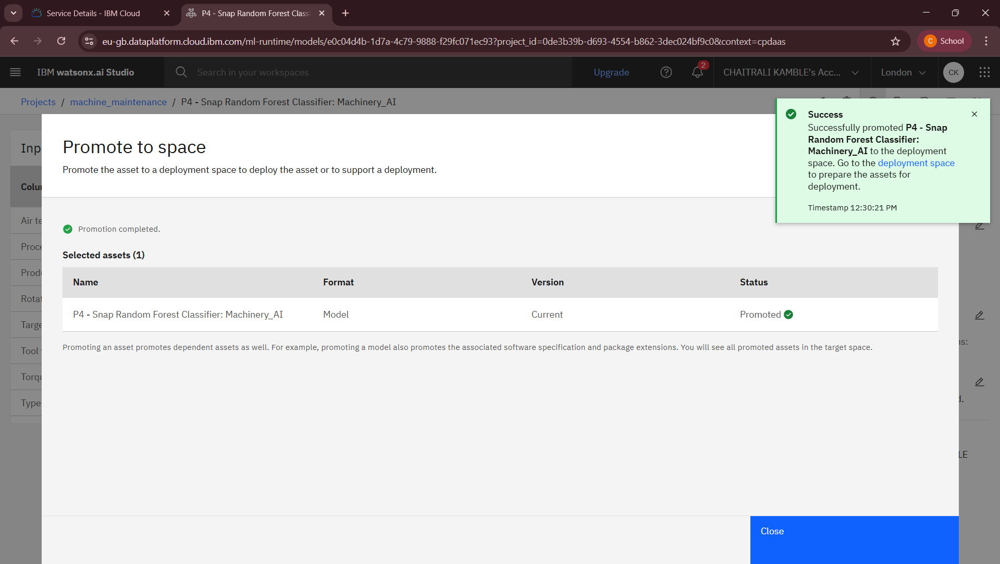 Service Details - IBM Cloud
P4 - Snap Random Forest Classi
eu-gb.dataplatform.cloud.ibm.com/ml-runtime/models/e0c04d4b-1d7a-4c79-9888-f29fc071ec93?project_id=0de3b39b-d693-4554-b862-3dec024bf9c0&context=cpdaas
C School
IBM watsonx.ai Studio
Search in your workspaces
Upgrade
2
CHAITRALI KAMBLE's Acc...
London
CK
Projects / machine_maintenance / P4 - Snap Random Forest Classifier: Machinery_AI
Success
Successfully promoted P4 - Snap
Random Forest Classifier:
Machinery_AI to the deployment
space. Go to the deployment space
to prepare the assets for
deployment.
Timestamp 12:30:21 PM
Promote to space
Promote the asset to a deployment space to deploy the asset or to support a deployment.
Inp
Colu
Air te
Proce
Produ
Rotat
Targe
Tool
Torqu
Type
Promotion completed.
Selected assets (1)
Name Format Version Status
P4 - Snap Random Forest Classifier: Machinery_AI Model Current Promoted
Promoting an asset promotes dependent assets as well. For example, promoting a model also promotes the associated software specification and package extensions. You will see all promoted assets in the target space.
ns:
d.
LE
Close